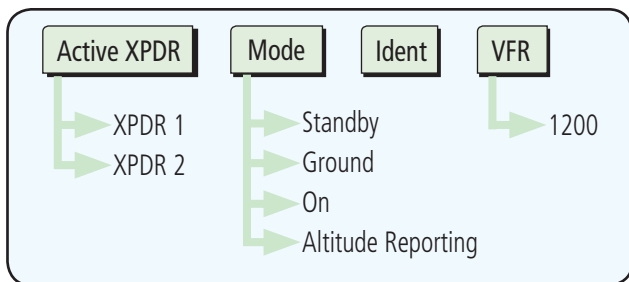 Active XPDR
XPDR 1
XPDR 2
Mode
Standby
Ground
On
Altitude Reporting
Ident
VFR
1200